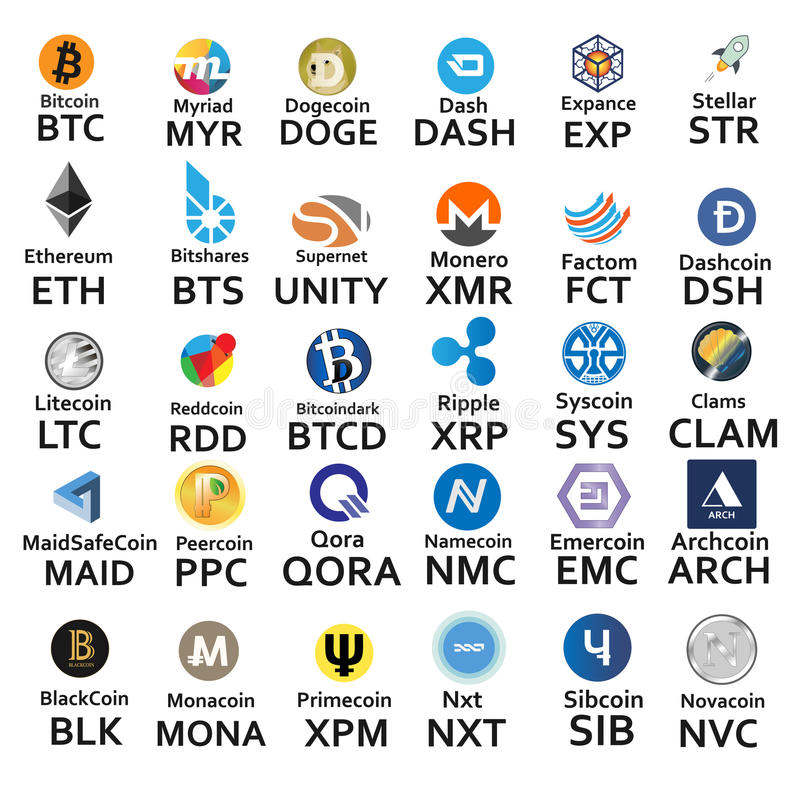 Bitcoin
BTC
Myriad
MYR
Dogecoin
DOGE
Dash
DASH
Expance
EXP
Stellar
STR
Ethereum
ETH
Bitshares
BTS
Supernet
UNITY
Monero
XMR
Factom
FCT
Dashcoin
DSH
Litecoin
LTC
Reddcoin
RDD
Bitcoindark
BTCD
Ripple
XRP
Syscoin
SYS
Clams
CLAM
MaidSafeCoin
MAID
Peercoin
PPC
Qora
QORA
Namecoin
NMC
Emercoin
EMC
ARCH
Archcoin
ARCH
BLACKCOIN
BlackCoin
BLK
Monacoin
MONA
Primecoin
XPM
Nxt
NXT
Sibcoin
SIB
Novacoin
NVC
dreamstime